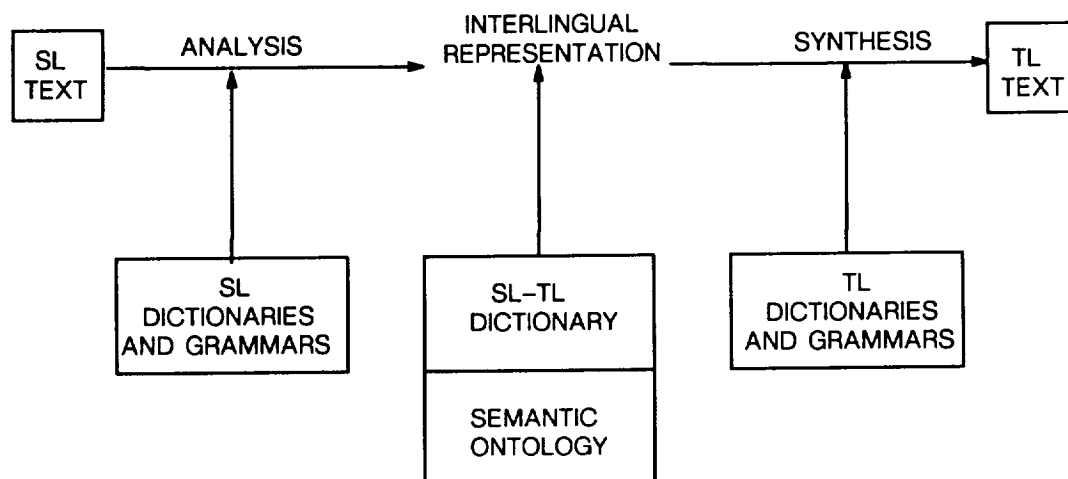 SL
TEXT
ANALYSIS
INTERLINGUAL
REPRESENTATION
SYNTHESIS
TL
TEXT
SL
DICTIONARIES
AND GRAMMARS
SL-TL
DICTIONARY
SEMANTIC
ONTOLOGY
TL
DICTIONARIES
AND GRAMMARS